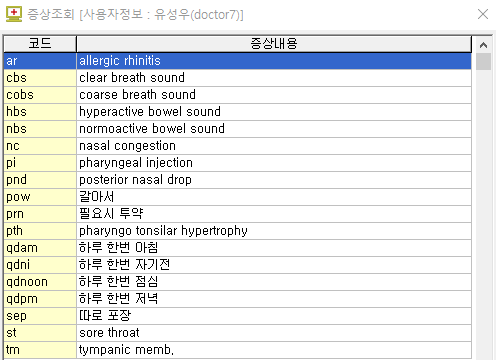 증상조회 [사용자정보 : 유성우(doctor7)]
코드 증상내용
ar allergic rhinitis
cbs clear breath sound
cobs coarse breath sound
hbs hyperactive bowel sound
nbs normoactive bowel sound
nc nasal congestion
pi pharyngeal injection
pnd posterior nasal drop
pow 갈아서
prn 필요시 투약
pth pharyngo tonsilar hypertrophy
qdam 하루 한번 아침
qdni 하루 한번 자기전
qdnoon 하루 한번 점심
qdpm 하루 한번 저녁
sep 따로 포장
st sore throat
tm tympanic memb,